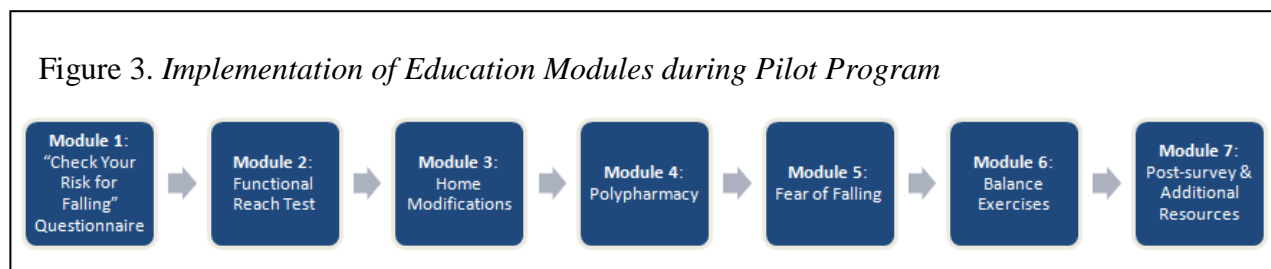 Figure 3. Implementation of Education Modules during Pilot Program
Module 1:
“Check Your
Risk for
Falling”
Questionnaire
Module 2:
Functional
Reach Test
Module 3:
Home
Modifications
Module 4:
Polypharmacy
Module 5:
Fear of Falling
Module 6:
Balance
Exercises
Module 7:
Post-survey &
Additional
Resources